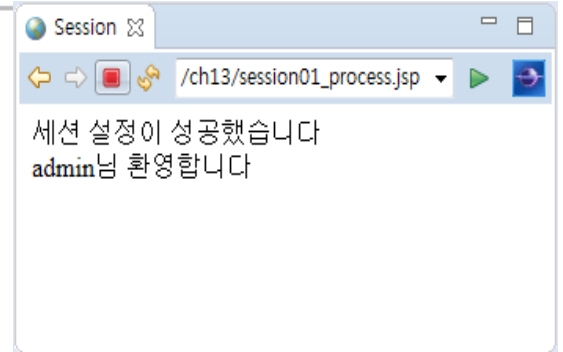 Session
/ch13/session01_process.jsp
세션 설정이 성공했습니다
admin님 환영합니다